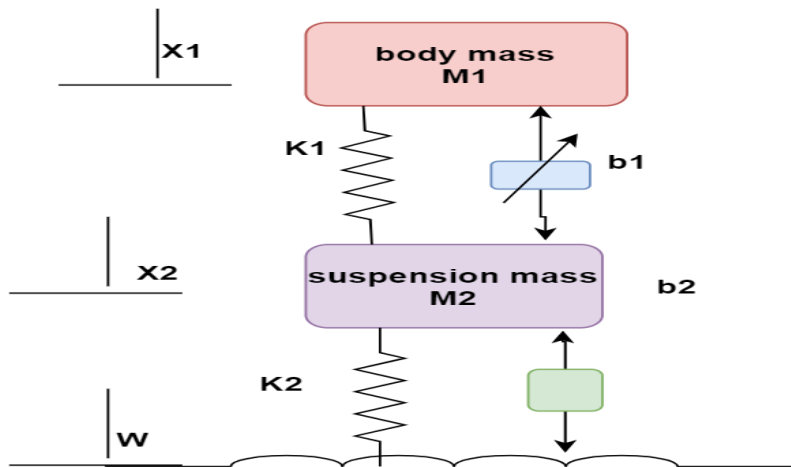 X1
body mass
M1
K1
b1
X2
suspension mass
M2
b2
K2
W